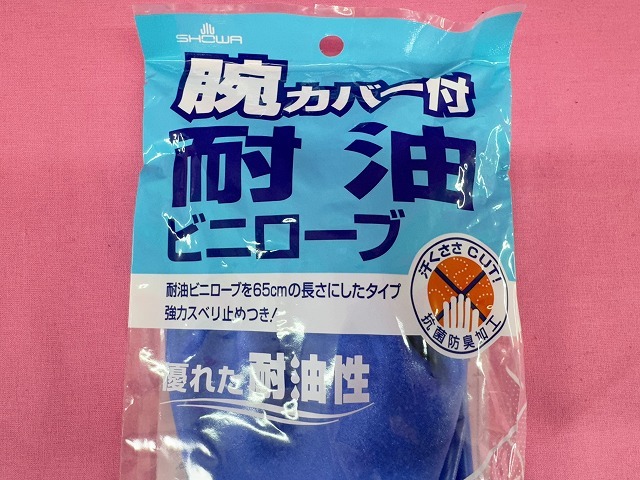 SHOWA
腕カバー付
耐油
ビニローブ
耐油ビニローブを65cmの長さにしたタイプ
強力スベリ止めつき!
汗くささCUT!
抗菌防臭加工
優れた耐油性